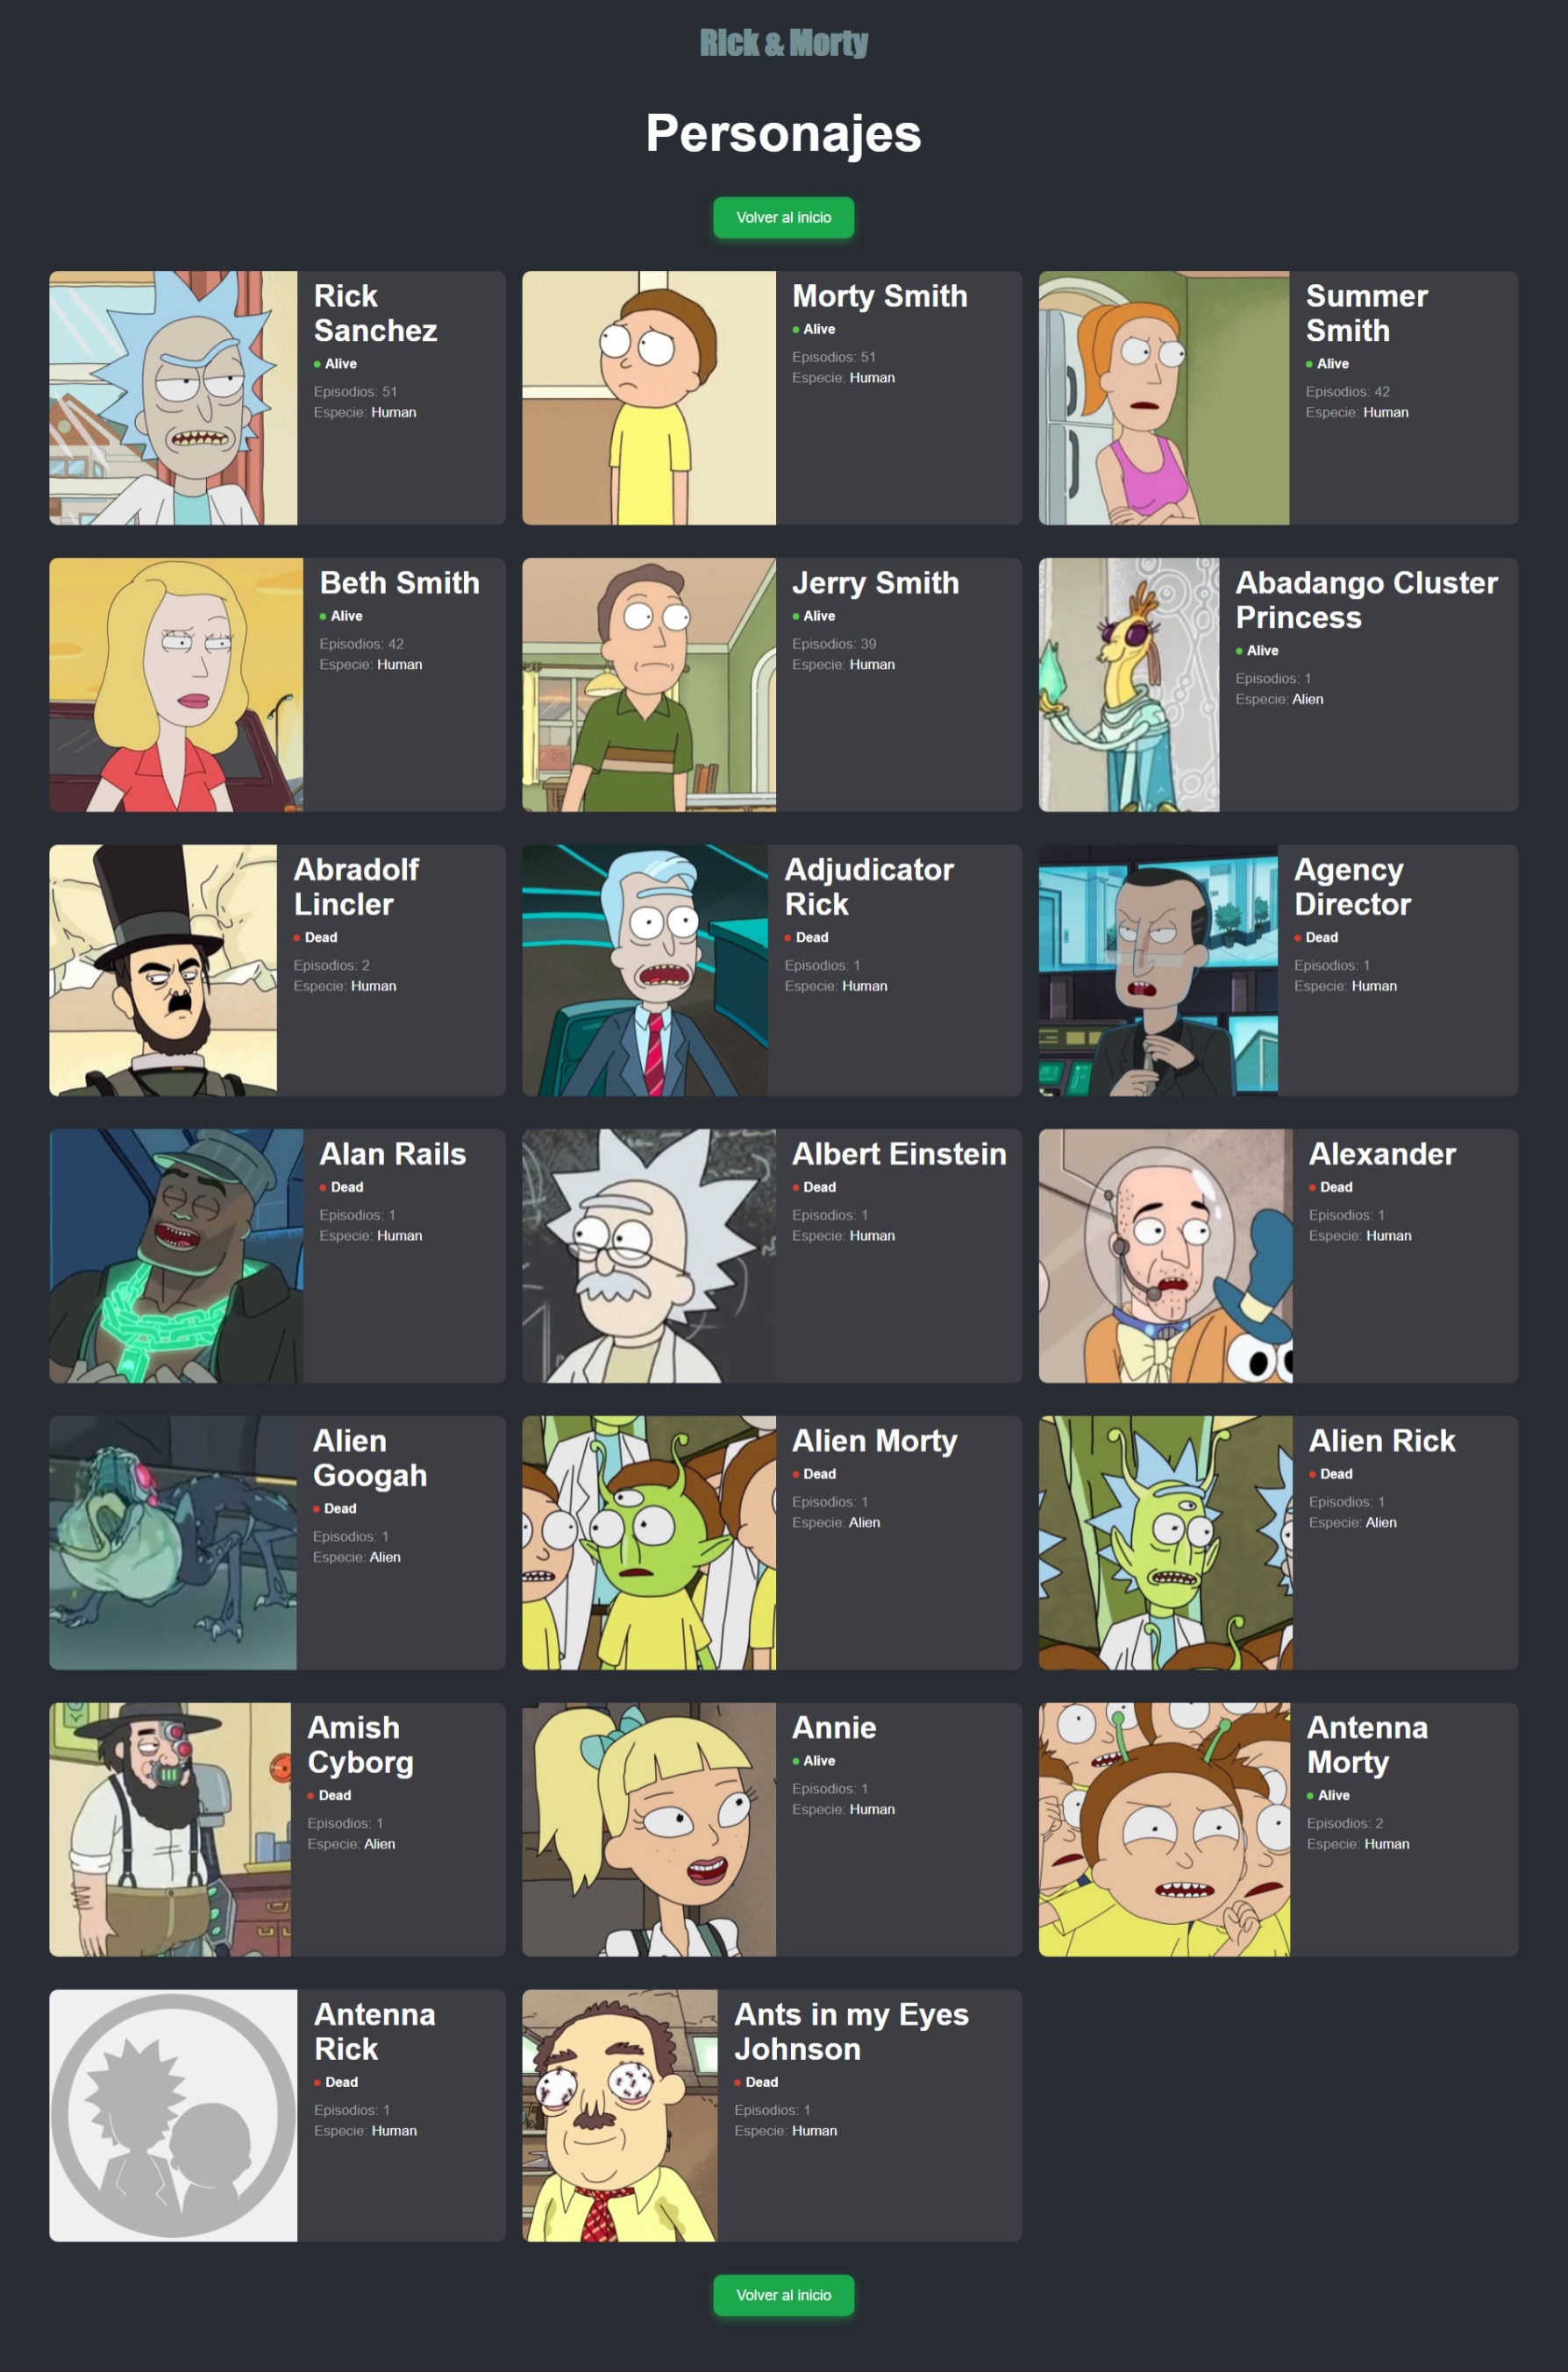 Rick & Morty
Personajes
Volver al inicio
Rick
Sanchez
Alive
Episodios: 51
Especie: Human
Morty Smith
Alive
Episodios: 51
Especie: Human
Summer
Smith
Alive
Episodios: 42
Especie: Human
Beth Smith
Alive
Episodios: 42
Especie: Human
Jerry Smith
Alive
Episodios: 39
Especie: Human
Abadango Cluster
Princess
Alive
Episodios: 1
Especie: Alien
Abradolf
Lincler
Dead
Episodios: 2
Especie: Human
Adjudicator
Rick
Dead
Episodios: 1
Especie: Human
Agency
Director
Dead
Episodios: 1
Especie: Human
Alan Rails
Dead
Episodios: 1
Especie: Human
Albert Einstein
Dead
Episodios: 1
Especie: Human
Alexander
Dead
Episodios: 1
Especie: Human
Alien
Googah
Dead
Episodios: 1
Especie: Alien
Alien Morty
Dead
Episodios: 1
Especie: Alien
Alien Rick
Dead
Episodios: 1
Especie: Alien
Amish
Cyborg
Dead
Episodios: 1
Especie: Alien
Annie
Alive
Episodios: 1
Especie: Human
Antenna
Morty
Alive
Episodios: 2
Especie: Human
Antenna
Rick
Dead
Episodios: 1
Especie: Human
Ants in my Eyes
Johnson
Dead
Episodios: 1
Especie: Human
Volver al inicio